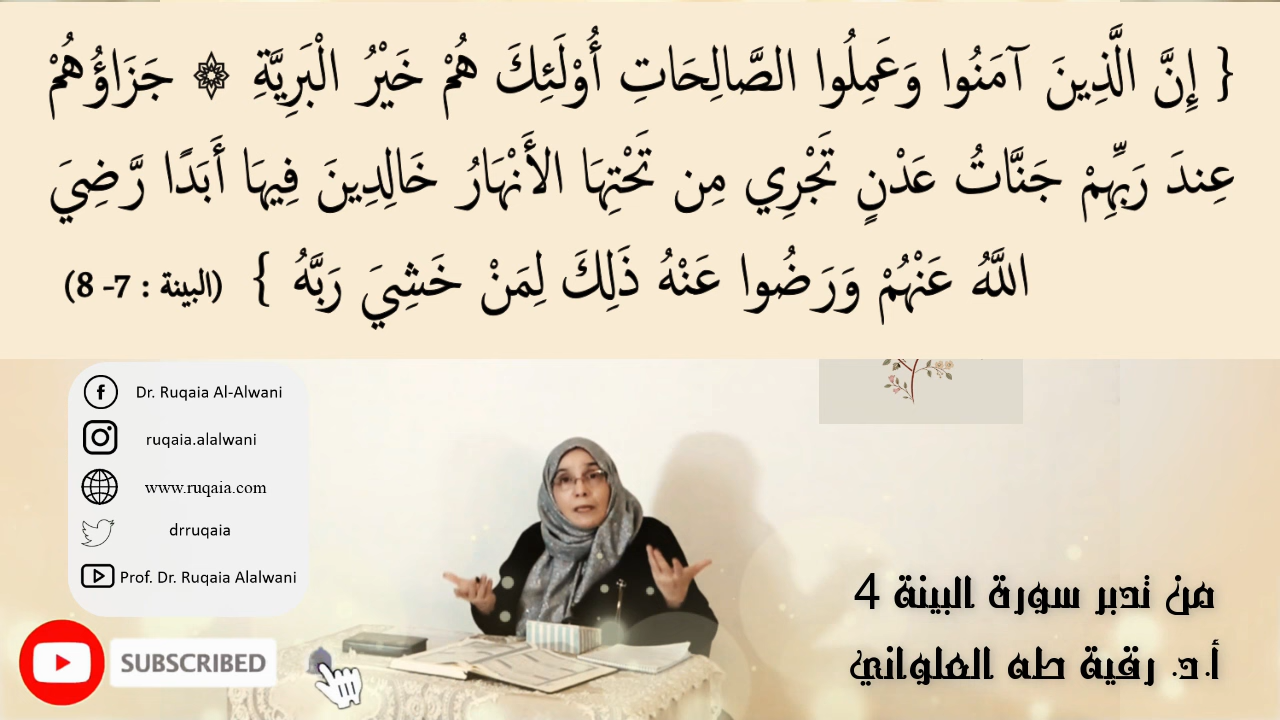 { إِنَّ الَّذِينَ آمَنُوا وَعَمِلُوا الصَّالِحَاتِ أُوْلَئِكَ هُمْ خَيْرُ الْبَرِيَّةِ ۞ جَزَاؤُهُمْ
عِندَ رَبِّهِمْ جَنَّاتُ عَدْنٍ تَجْرِي مِن تَحْتِهَا الأَنْهَارُ خَالِدِينَ فِيهَا أَبَدًا رَّضِيَ
اللَّهُ عَنْهُمْ وَرَضُوا عَنْهُ ذَلِكَ لِمَنْ خَشِيَ رَبَّهُ } (البينة : 7- 8)
Dr. Ruqaia Al-Alwani
ruqaia.alalwani
www.ruqaia.com
drruqaia
Prof. Dr. Ruqaia Alalwani
SUBSCRIBED
من تدبر سورة البينة 4
أ.د. رقية طه العلواني